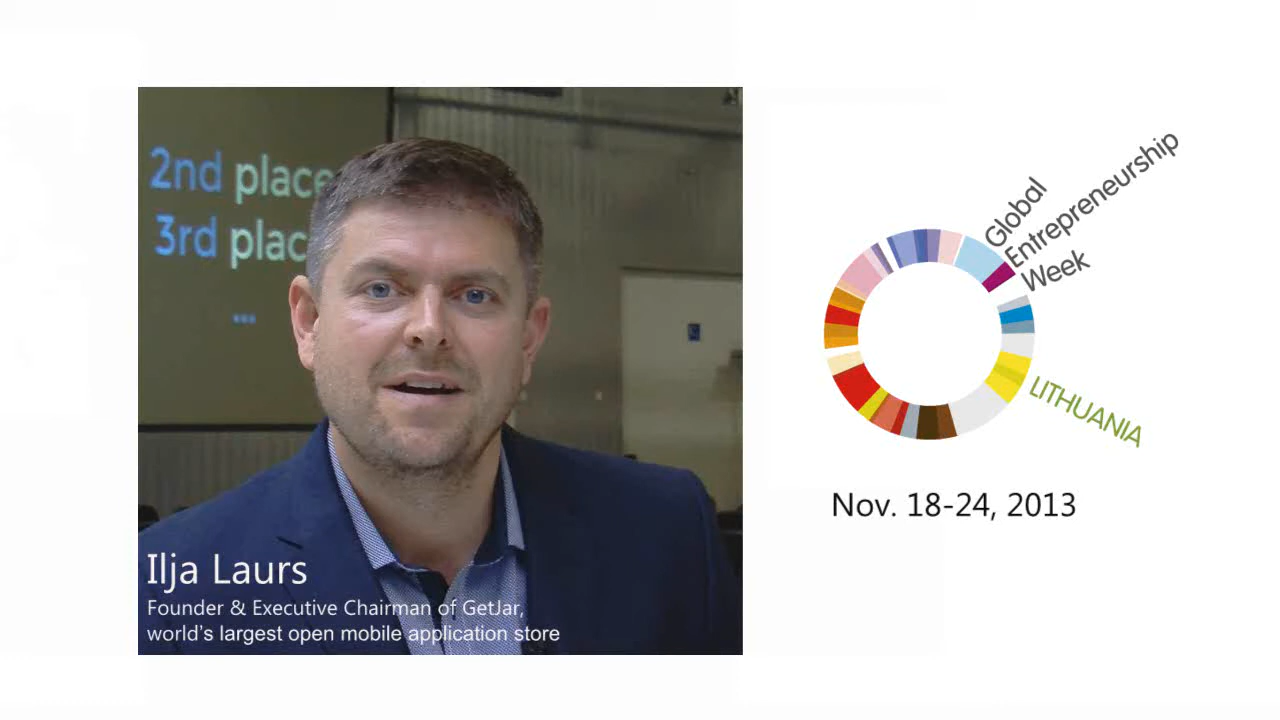 2nd place
3rd plac
...
Ilja Laurs
Founder & Executive Chairman of GetJar,
world's largest open mobile application store
Global
Entrepreneurship
Week
LITHUANIA
Nov. 18-24, 2013